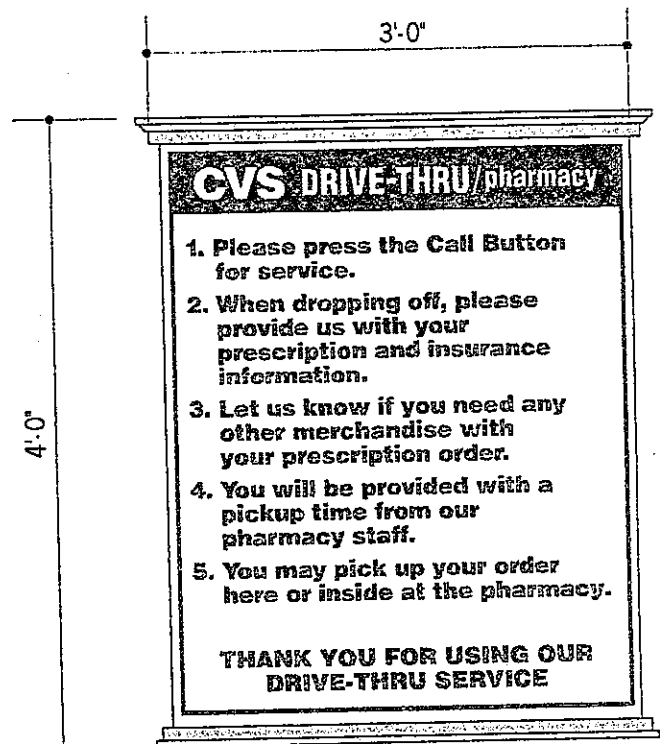 3'-0"
4'-0"
CVS DRIVE-THRU/pharmacy
1. Please press the Call Button
for service.
2. When dropping off, please
provide us with your
prescription and insurance
information.
3. Let us know if you need any
other merchandise with
your prescription order.
4. You will be provided with a
pickup time from our
pharmacy staff.
5. You may pick up your order
here or inside at the pharmacy.
THANK YOU FOR USING OUR
DRIVE-THRU SERVICE